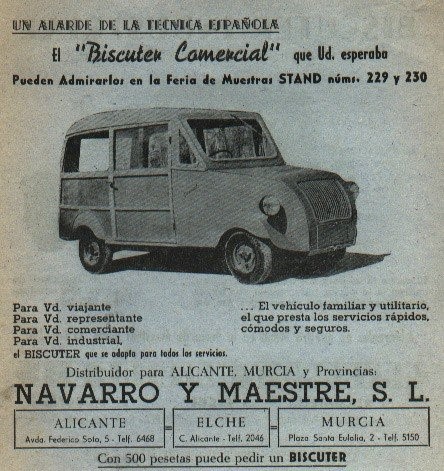 UN ALARDE DE LA TECNICA ESPAÑOLA
El "Biscuter Comercial" que Ud. esperaba
Pueden Admirarlos en la Feria de Muestras STAND núms. 229 y 230
Para Vd. viajante
Para Vd. representante
Para Vd. comerciante
Para Vd. industrial,
el BISCUTER que se adapta para todos los servicios.
... El vehículo familiar y utilitario,
el que presta los servicios rápidos,
cómodos y seguros.
Distribuidor para ALICANTE, MURCIA y Provincias:
NAVARRO Y MAESTRE, S. L.
ALICANTE
Avda. Federico Soto, 5 - Telf. 6468
ELCHE
C. Alicante - Telf. 2046
MURCIA
Plaza Santa Eulalia, 2 - Telf. 5150
Con 500 pesetas puede pedir un BISCUTER